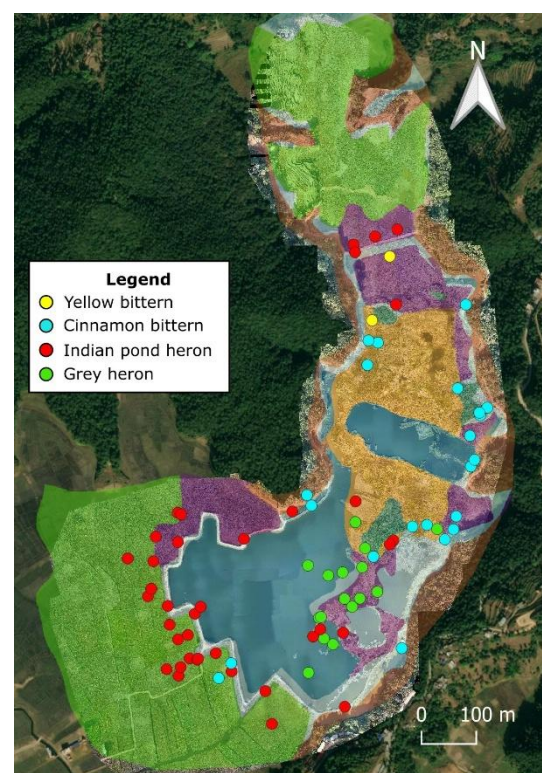 N
Legend
Yellow bittern
Cinnamon bittern
Indian pond heron
Grey heron
0 100 m